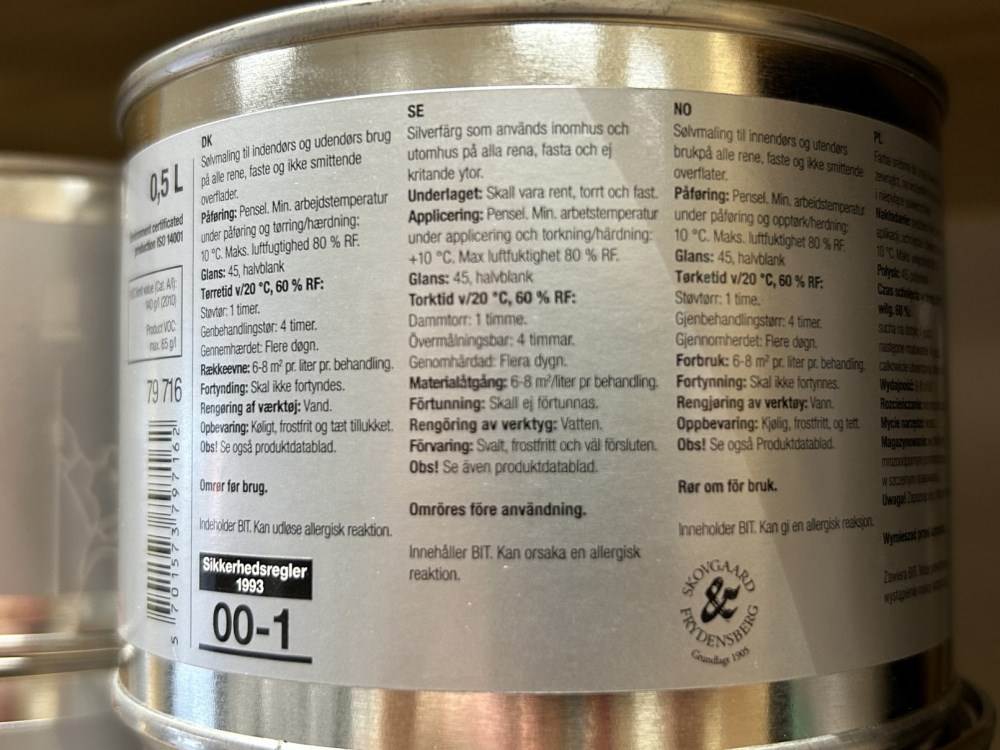 0,5 L
production ISO 14001
Product VOC
max. 65 g/l
79 716
5 701573 797162
DK
Sølvmaling til indendørs og udendørs brug
på alle rene, faste og ikke smittende
overflader.
Påføring: Pensel. Min. arbejdstemperatur
under påføring og tørring/hærdning:
10 °C. Maks. luftfugtighed 80 % RF.
Glans: 45, halvblank
Tørretid v/20 °C, 60 % RF:
Støvtør: 1 timer.
Genbehandlingstør: 4 timer.
Gennemhærdet: Flere døgn.
Rækkeevne: 6-8 m² pr. liter pr. behandling.
Fortynding: Skal ikke fortyndes.
Rengøring af værktøj: Vand.
Opbevaring: Køligt, frostfrit og tæt tillukket.
Obs! Se også produktdatablad.
Omrør før brug.
Indeholder BIT. Kan udløse allergisk reaktion.
Sikkerhedsregler
1993
00-1
SE
Silverfärg som används inomhus och
utomhus på alla rena, fasta och ej
kritande ytor.
Underlaget: Skall vara rent, torrt och fast.
Applicering: Pensel. Min. arbetstemperatur
under applicering och torkning/härdning:
+10 °C. Max luftfuktighet 80 % RF.
Glans: 45, halvblank
Torktid v/20 °C, 60 % RF:
Dammtorr: 1 timme.
Övermålningsbar: 4 timmar.
Genomhärdad: Flera dygn.
Materialåtgång: 6-8 m²/liter pr behandling.
Förtunning: Skall ej förtunnas.
Rengöring av verktyg: Vatten.
Förvaring: Svalt, frostfritt och väl försluten.
Obs! Se även produktdatablad.
Omröres före användning.
Innehåller BIT. Kan orsaka en allergisk
reaktion.
NO
Sølvmaling til innendørs og utendørs
brukpå alle rene, faste og ikke smittende
overflater.
Påføring: Pensel. Min. arbeidstemperatur
under påføring og opptørk/herdning:
10 °C. Maks. luftfuktighet 80 % RF.
Glans: 45, halvblank
Tørketid v/20 °C, 60 % RF:
Støvtørr: 1 time.
Gjenbehandlingstørr: 4 timer.
Gjennomherdet: Flere døgn.
Forbruk: 6-8 m² pr. liter pr. behandling.
Fortynning: Skal ikke fortynnes.
Rengjøring av verktøy: Vann.
Oppbevaring: Kjølig, frostfritt, og tett.
Obs! Se også Produktdatablad.
Rør om för bruk.
Inneholder BIT. Kan gi en allergisk reaksjon.
SKOVGAARD
&
FRYDENSBERG
Grundlagt 1905
PL